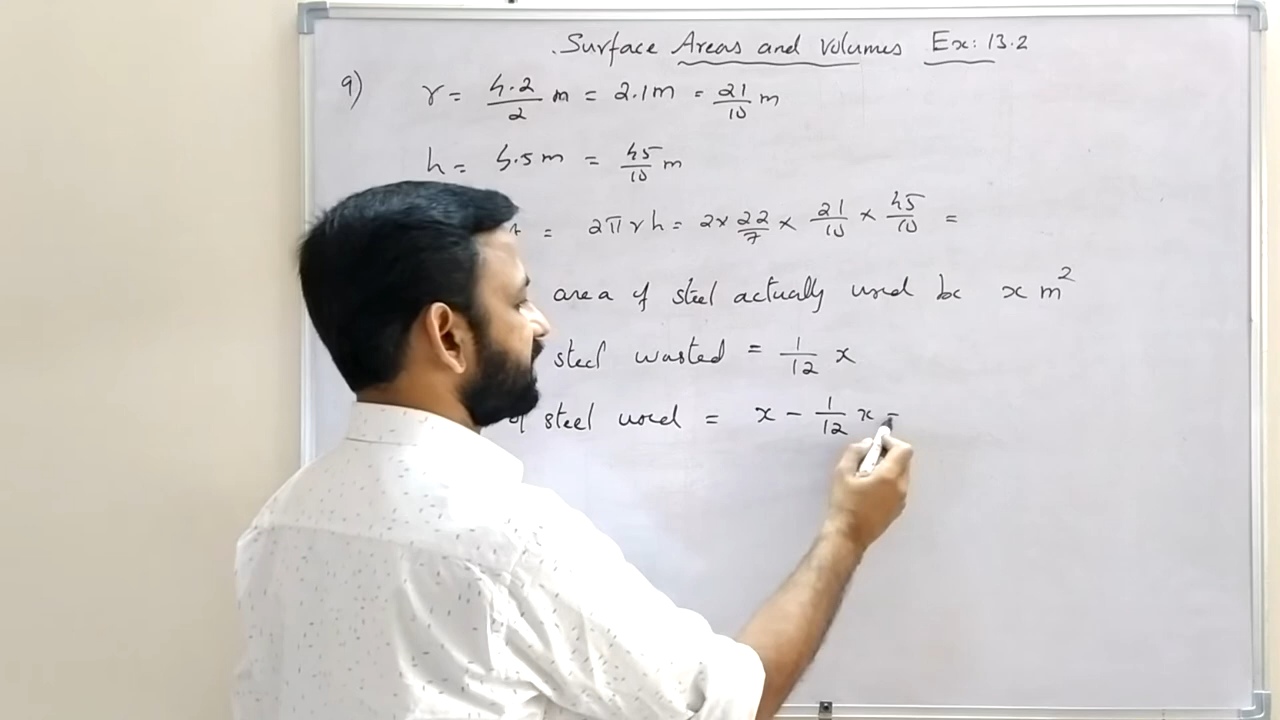 Surface Areas and volumes Ex: 13.2
9) r = 4.2/2 m = 2.1 m = 21/10 m
h = 4.5 m = 45/10 m
= 2πrh = 2 × 22/7 × 21/10 × 45/10 =
area of steel actually used be x m²
steel wasted = 1/12 x
of steel used = x - 1/12 x =